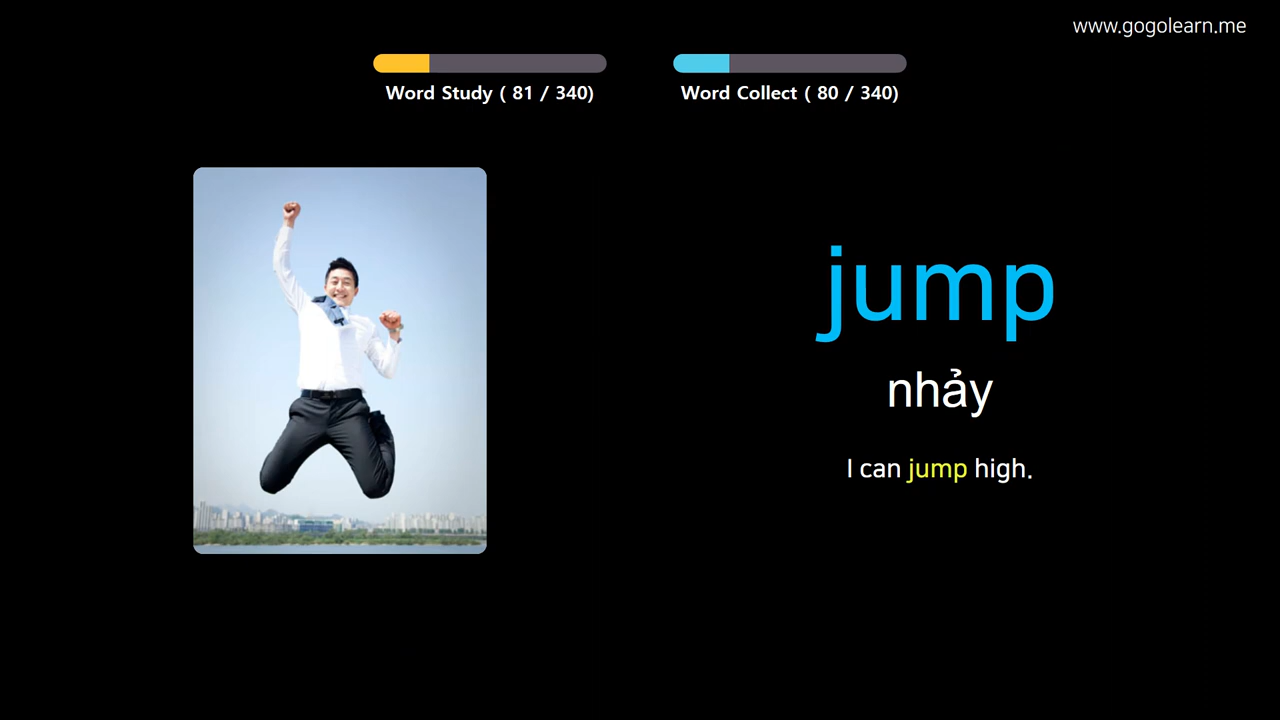 www.gogolearn.me
Word Study ( 81 / 340)
Word Collect ( 80 / 340)
jump
nhảy
I can jump high.